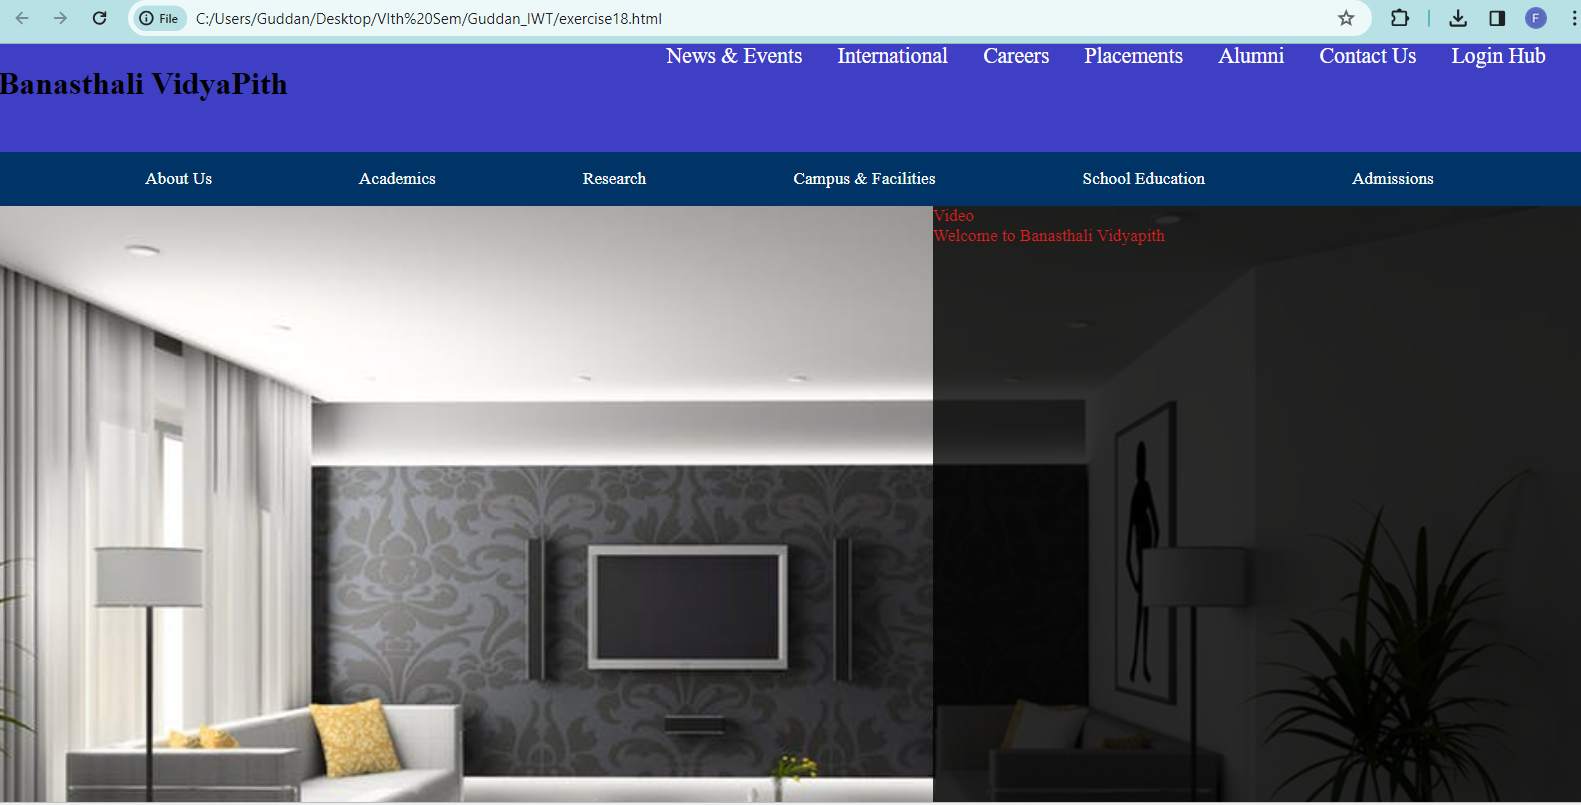 File C:/Users/Guddan/Desktop/VIth%20Sem/Guddan_IWT/exercise18.html
F
News & Events International Careers Placements Alumni Contact Us Login Hub
Banasthali VidyaPith
About Us Academics Research Campus & Facilities School Education Admissions
Video
Welcome to Banasthali Vidyapith